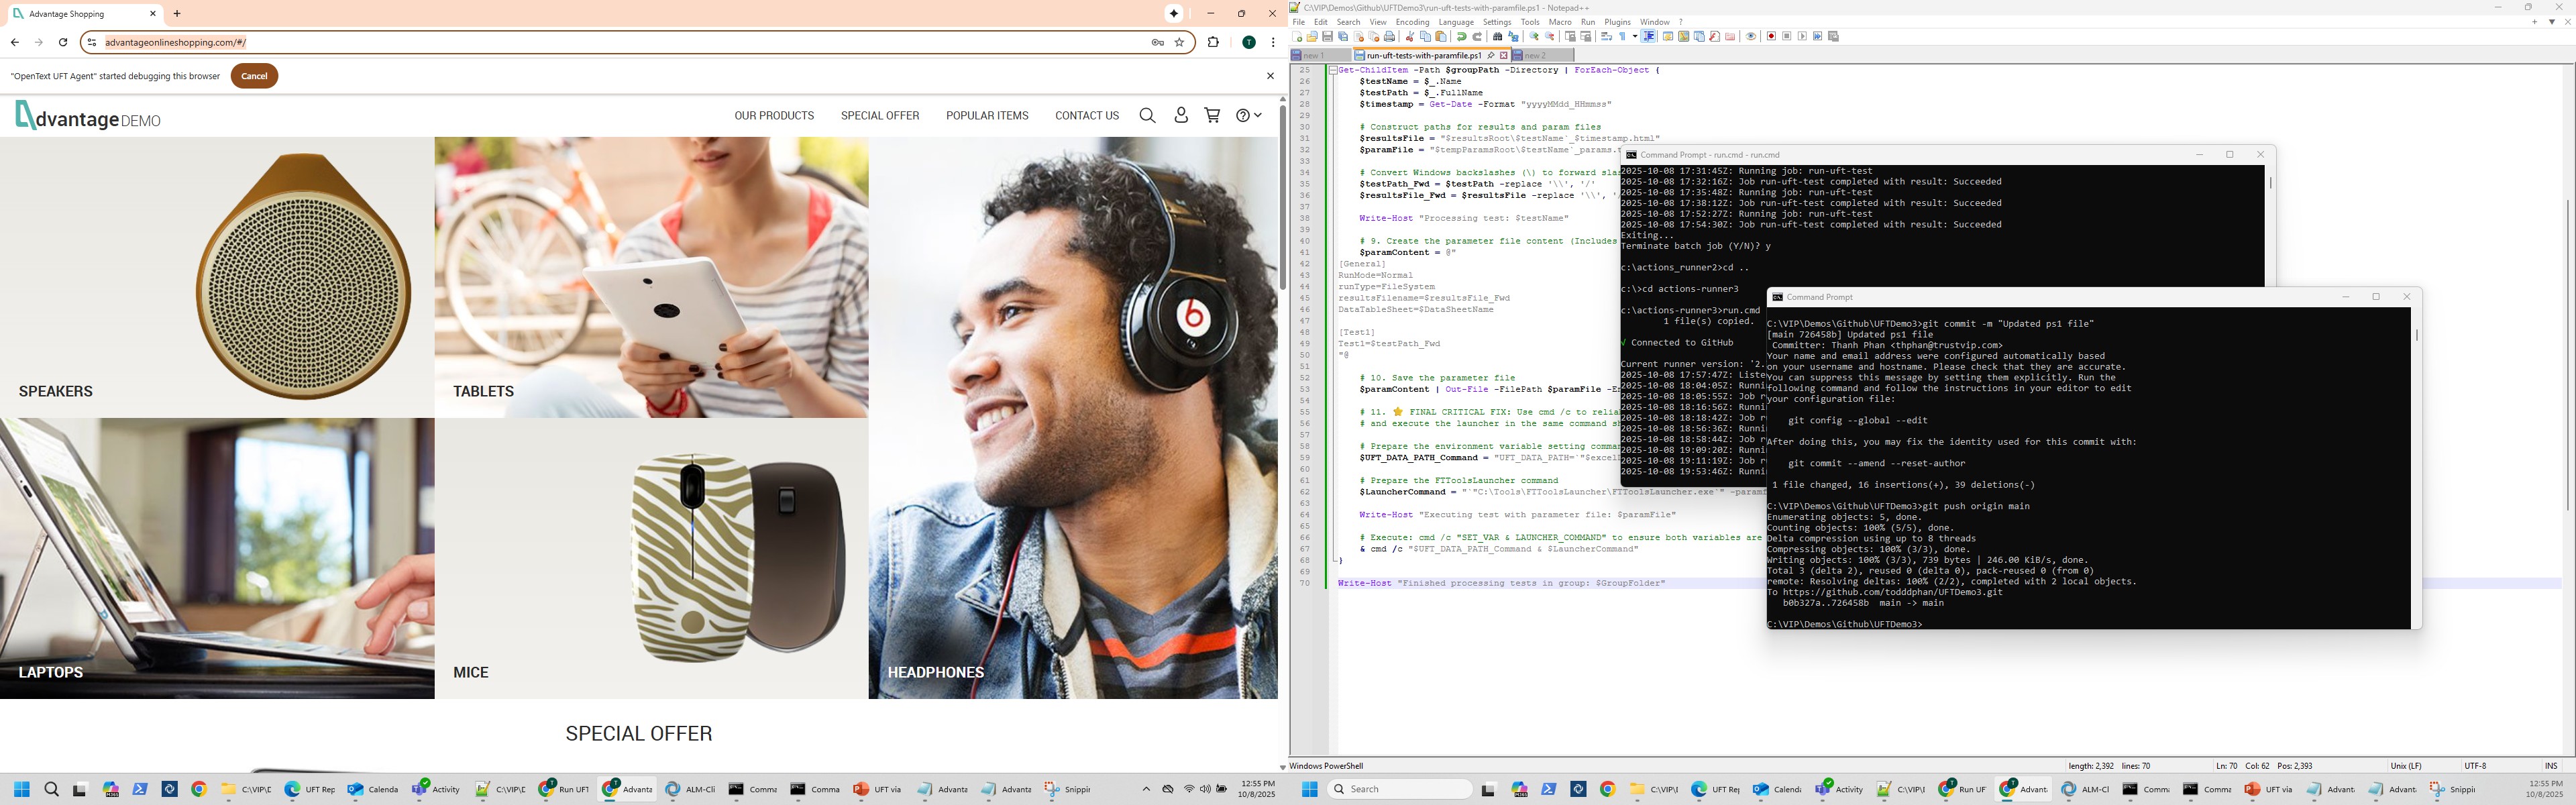 Advantage Shopping
advantageonlineshopping.com/#/
"OpenText UFT Agent" started debugging this browser
Cancel
dvantage DEMO
OUR PRODUCTS
SPECIAL OFFER
POPULAR ITEMS
CONTACT US
SPEAKERS
TABLETS
LAPTOPS
MICE
HEADPHONES
SPECIAL OFFER
C:\VIP\Demos\Github\UFTDemo3\run-uft-tests-with-paramfile.ps1 - Notepad++
File Edit Search View Encoding Language Settings Tools Macro Run Plugins Window ?
new 1
run-uft-tests-with-paramfile.ps1
new 2
25 Get-ChildItem -Path $groupPath -Directory | ForEach-Object {
26 $testName = $_.Name
27 $testPath = $_.FullName
28 $timestamp = Get-Date -Format "yyyyMMdd_HHmmss"
29
30 # Construct paths for results and param files
31 $resultsFile = "$resultsRoot\$testName`_$timestamp.html"
32 $paramFile = "$tempParamsRoot\$testName`_params.
33
34 # Convert Windows backslashes (\) to forward
35 $testPath_Fwd = $testPath -replace '\\', '/'
36 $resultsFile_Fwd = $resultsFile -replace '\\',
37
38 Write-Host "Processing test: $testName"
39
40 # 9. Create the parameter file content (Includes
41 $paramContent = @"
42 [General]
43 RunMode=Normal
44 runType=FileSystem
45 resultsFilename=$resultsFile_Fwd
46 DataTableSheet=$DataSheetName
47
48 [Test1]
49 Test1=$testPath_Fwd
50 "@
51
52 # 10. Save the parameter file
53 $paramContent | Out-File -FilePath $paramFile
54
55 # 11. ⭐ FINAL CRITICAL FIX: Use cmd /c to
56 # and execute the launcher in the same command
57
58 # Prepare the environment variable setting
59 $UFT_DATA_PATH_Command = "UFT_DATA_PATH=`"
60
61 # Prepare the FTToolsLauncher command
62 $LauncherCommand = "`"C:\Tools\FTToolsLauncher\FTToolsLauncher.exe`"
63
64 Write-Host "Executing test with parameter file: $paramFile"
65
66 # Execute: cmd /c "SET_VAR & LAUNCHER_COMMAND" to ensure both variables are
67 & cmd /c "$UFT_DATA_PATH_Command & $LauncherCommand"
68 }
69
70 Write-Host "Finished processing tests in group: $GroupFolder"
Command Prompt - run.cmd - run.cmd
2025-10-08 17:31:45Z: Running job: run-uft-test
2025-10-08 17:32:16Z: Job run-uft-test completed with result: Succeeded
2025-10-08 17:35:48Z: Running job: run-uft-test
2025-10-08 17:38:12Z: Job run-uft-test completed with result: Succeeded
2025-10-08 17:52:27Z: Running job: run-uft-test
2025-10-08 17:54:30Z: Job run-uft-test completed with result: Succeeded
Exiting...
Terminate batch job (Y/N)? y
c:\actions_runner2>cd ..
c:\>cd actions-runner3
c:\actions-runner3>run.cmd
1 file(s) copied.
√ Connected to GitHub
Current runner version: '2.
2025-10-08 17:57:47Z:
2025-10-08 18:04:05Z:
2025-10-08 18:05:55Z: Job
2025-10-08 18:16:56Z:
2025-10-08 18:18:42Z: Job
2025-10-08 18:56:36Z:
2025-10-08 18:58:44Z: Job
2025-10-08 19:09:20Z:
2025-10-08 19:11:19Z: Job
2025-10-08 19:53:46Z:
Command Prompt
C:\VIP\Demos\Github\UFTDemo3>git commit -m "Updated ps1 file"
[main 726458b] Updated ps1 file
Committer: Thanh Phan <thphan@trustvip.com>
Your name and email address were configured automatically based
on your username and hostname. Please check that they are accurate.
You can suppress this message by setting them explicitly. Run the
following command and follow the instructions in your editor to edit
your configuration file:
git config --global --edit
After doing this, you may fix the identity used for this commit with:
git commit --amend --reset-author
1 file changed, 16 insertions(+), 39 deletions(-)
C:\VIP\Demos\Github\UFTDemo3>git push origin main
Enumerating objects: 5, done.
Counting objects: 100% (5/5), done.
Delta compression using up to 8 threads
Compressing objects: 100% (3/3), done.
Writing objects: 100% (3/3), 739 bytes | 246.00 KiB/s, done.
Total 3 (delta 2), reused 0 (delta 0), pack-reused 0 (from 0)
remote: Resolving deltas: 100% (2/2), completed with 2 local objects.
To https://github.com/todddphan/UFTDemo3.git
b0b327a..726458b main -> main
C:\VIP\Demos\Github\UFTDemo3>
Windows PowerShell
length: 2,392 lines: 70
Ln: 70 Col: 62 Pos: 2,393
Unix (LF)
UTF-8
INS
C:\VIP\D UFT Rep Calenda Activity C:\VIP\D Run UFT Advanta ALM-Cli Comma Comma UFT via Advanta Advanta Snippi
12:55 PM
10/8/2025
Search
C:\VIP\I UFT Re Calend Activity C:\VIP\I Run UF Advant ALM-Cl Comm Comm UFT via Advant Advant Snippi
12:55 PM
10/8/2025